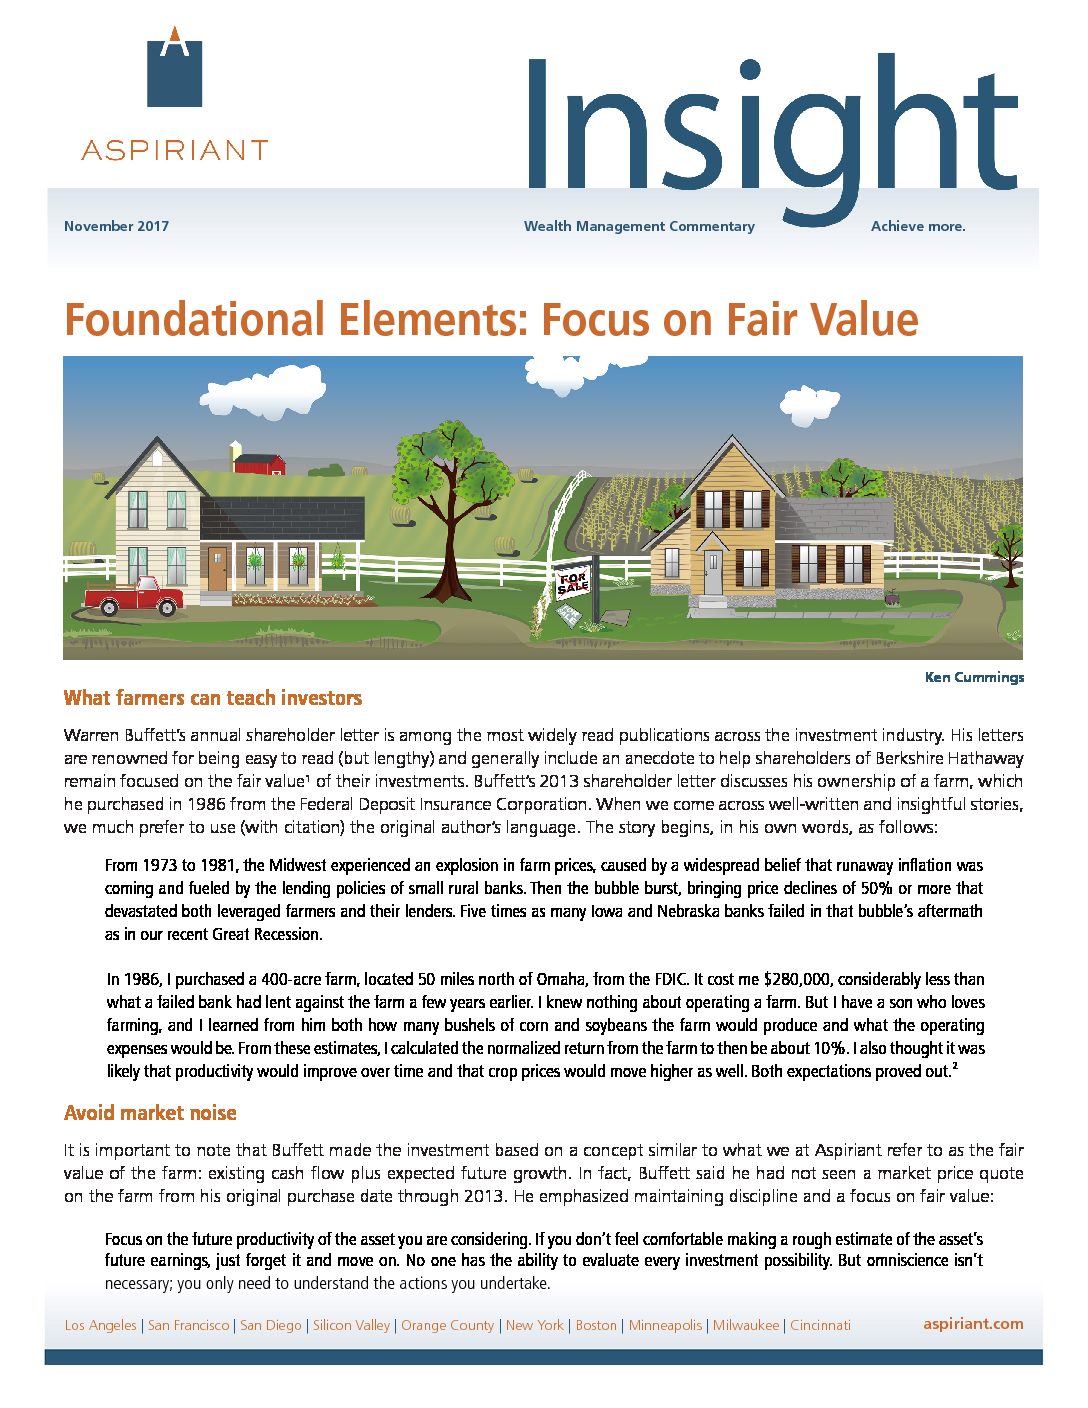 ASPIRIANT
Insight
November 2017
Wealth Management Commentary
Achieve more.
Foundational Elements: Focus on Fair Value
FOR
SALE
Ken Cummings
What farmers can teach investors
Warren Buffett’s annual shareholder letter is among the most widely read publications across the investment industry. His letters
are renowned for being easy to read (but lengthy) and generally include an anecdote to help shareholders of Berkshire Hathaway
remain focused on the fair value¹ of their investments. Buffett’s 2013 shareholder letter discusses his ownership of a farm, which
he purchased in 1986 from the Federal Deposit Insurance Corporation. When we come across well-written and insightful stories,
we much prefer to use (with citation) the original author’s language. The story begins, in his own words, as follows:
From 1973 to 1981, the Midwest experienced an explosion in farm prices, caused by a widespread belief that runaway inflation was
coming and fueled by the lending policies of small rural banks. Then the bubble burst, bringing price declines of 50% or more that
devastated both leveraged farmers and their lenders. Five times as many Iowa and Nebraska banks failed in that bubble’s aftermath
as in our recent Great Recession.
In 1986, I purchased a 400-acre farm, located 50 miles north of Omaha, from the FDIC. It cost me $280,000, considerably less than
what a failed bank had lent against the farm a few years earlier. I knew nothing about operating a farm. But I have a son who loves
farming, and I learned from him both how many bushels of corn and soybeans the farm would produce and what the operating
expenses would be. From these estimates, I calculated the normalized return from the farm to then be about 10%. I also thought it was
likely that productivity would improve over time and that crop prices would move higher as well. Both expectations proved out.²
Avoid market noise
It is important to note that Buffett made the investment based on a concept similar to what we at Aspiriant refer to as the fair
value of the farm: existing cash flow plus expected future growth. In fact, Buffett said he had not seen a market price quote
on the farm from his original purchase date through 2013. He emphasized maintaining discipline and a focus on fair value:
Focus on the future productivity of the asset you are considering. If you don’t feel comfortable making a rough estimate of the asset’s
future earnings, just forget it and move on. No one has the ability to evaluate every investment possibility. But omniscience isn’t
necessary; you only need to understand the actions you undertake.
Los Angeles | San Francisco | San Diego | Silicon Valley | Orange County | New York | Boston | Minneapolis | Milwaukee | Cincinnati
aspiriant.com